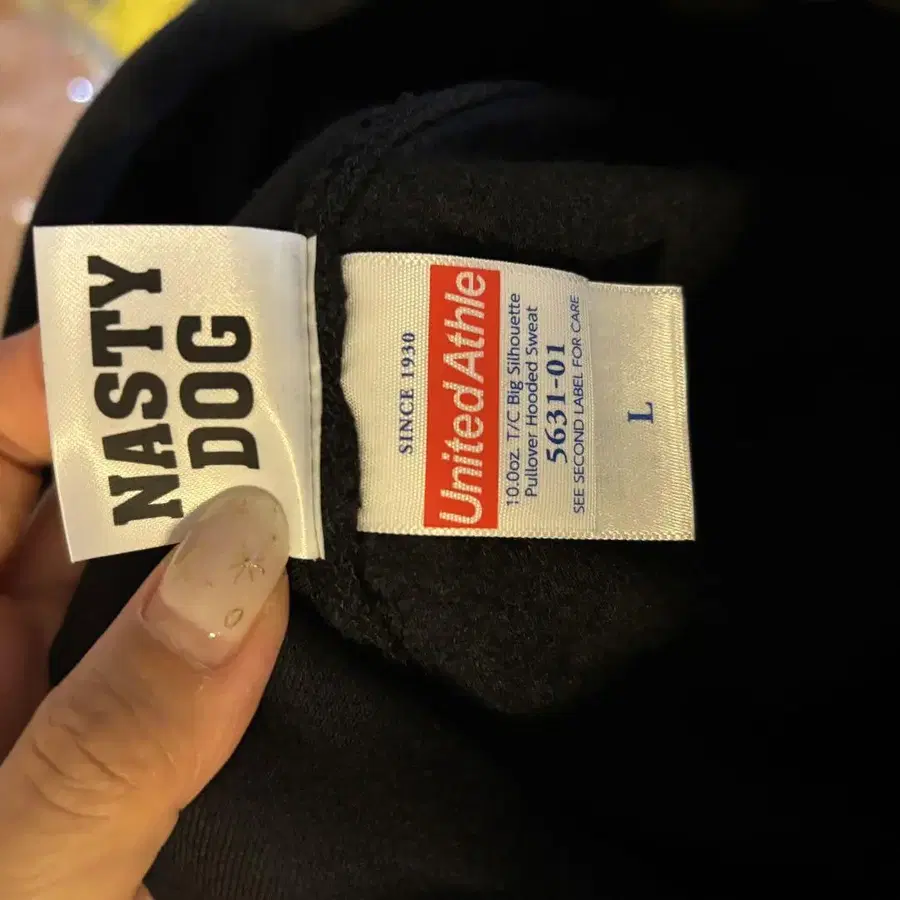 NASTY
DOG
SINCE 1930
UnitedAthle
10.0oz. T/C Big Silhouette
Pullover Hooded Sweat
5631-01
SEE SECOND LABEL FOR CARE
L